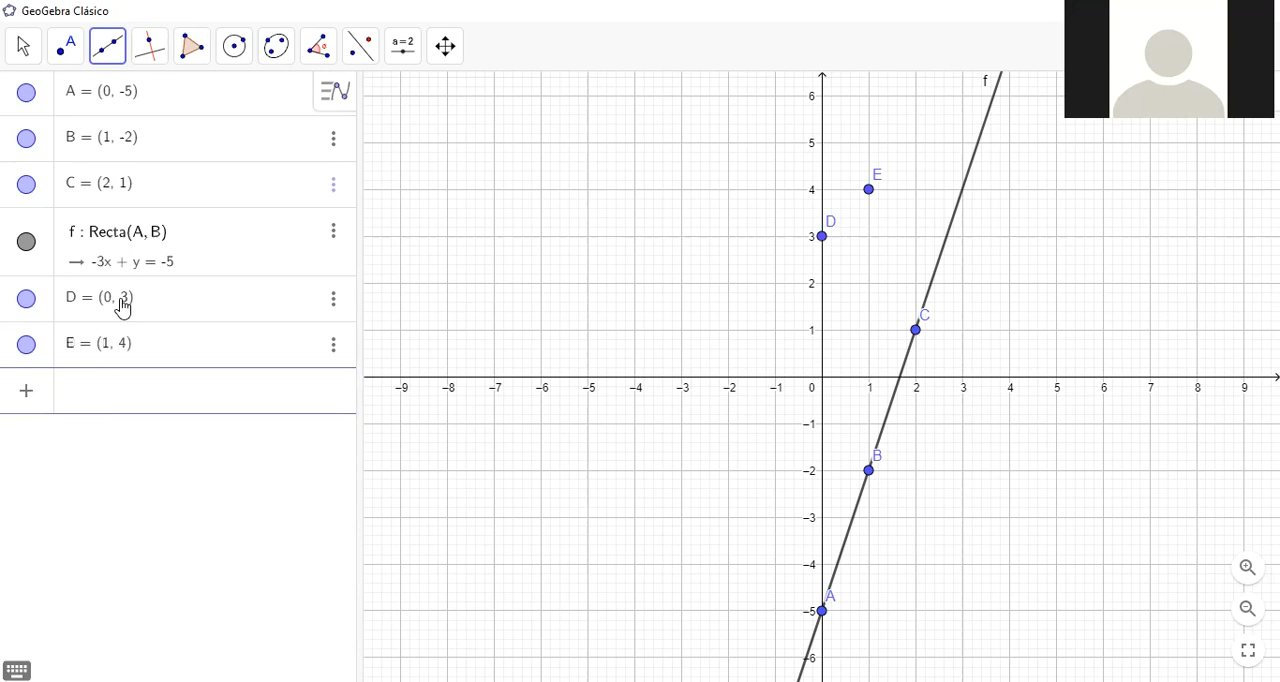 GeoGebra Clásico
A
a=2
A = (0, -5)
B = (1, -2)
C = (2, 1)
f : Recta(A, B)
→ -3x + y = -5
D = (0, 3)
E = (1, 4)
+
f
6
5
E
4
D
3
2
C
1
−9 −8 −7 −6 −5 −4 −3 −2 −1 0 1 2 3 4 5 6 7 8 9
−1
B
−2
−3
−4
A
−5
−6